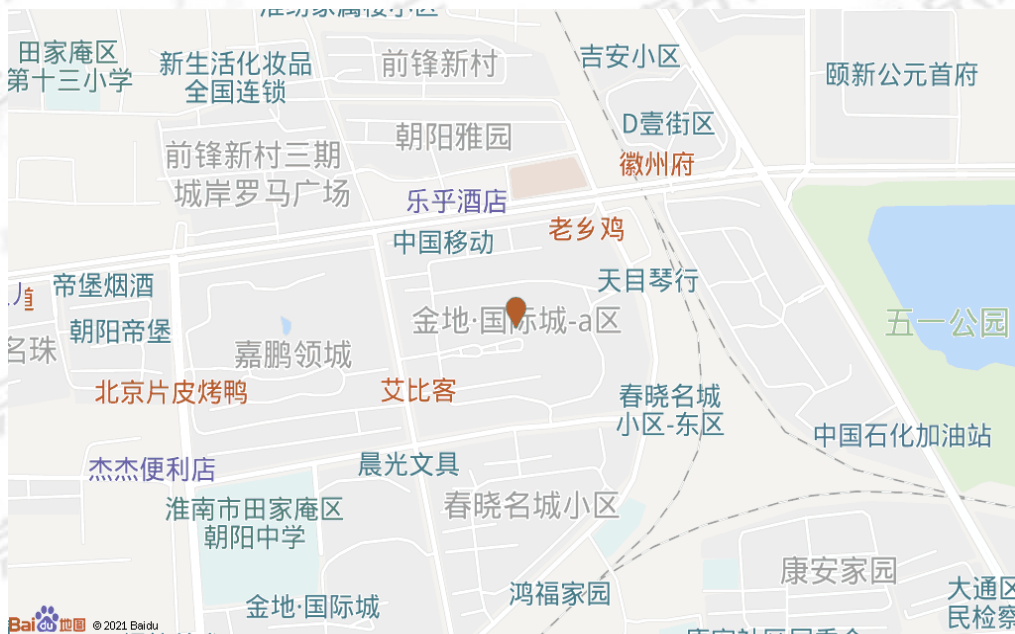 田家庵区
第十三小学
新生活化妆品
全国连锁
前锋新村
吉安小区
颐新公元首府
D壹街区
朝阳雅园
前锋新村三期
城岸罗马广场
徽州府
乐乎酒店
老乡鸡
中国移动
帝堡烟酒
天目琴行
朝阳帝堡
金地·国际城-a区
五一公园
名珠
嘉鹏领城
北京片皮烤鸭
艾比客
春晓名城
小区-东区
中国石化加油站
杰杰便利店
晨光文具
淮南市田家庵区
朝阳中学
春晓名城小区
康安家园
鸿福家园
大通区
民检察
金地·国际城
Bai地图 © 2021 Baidu